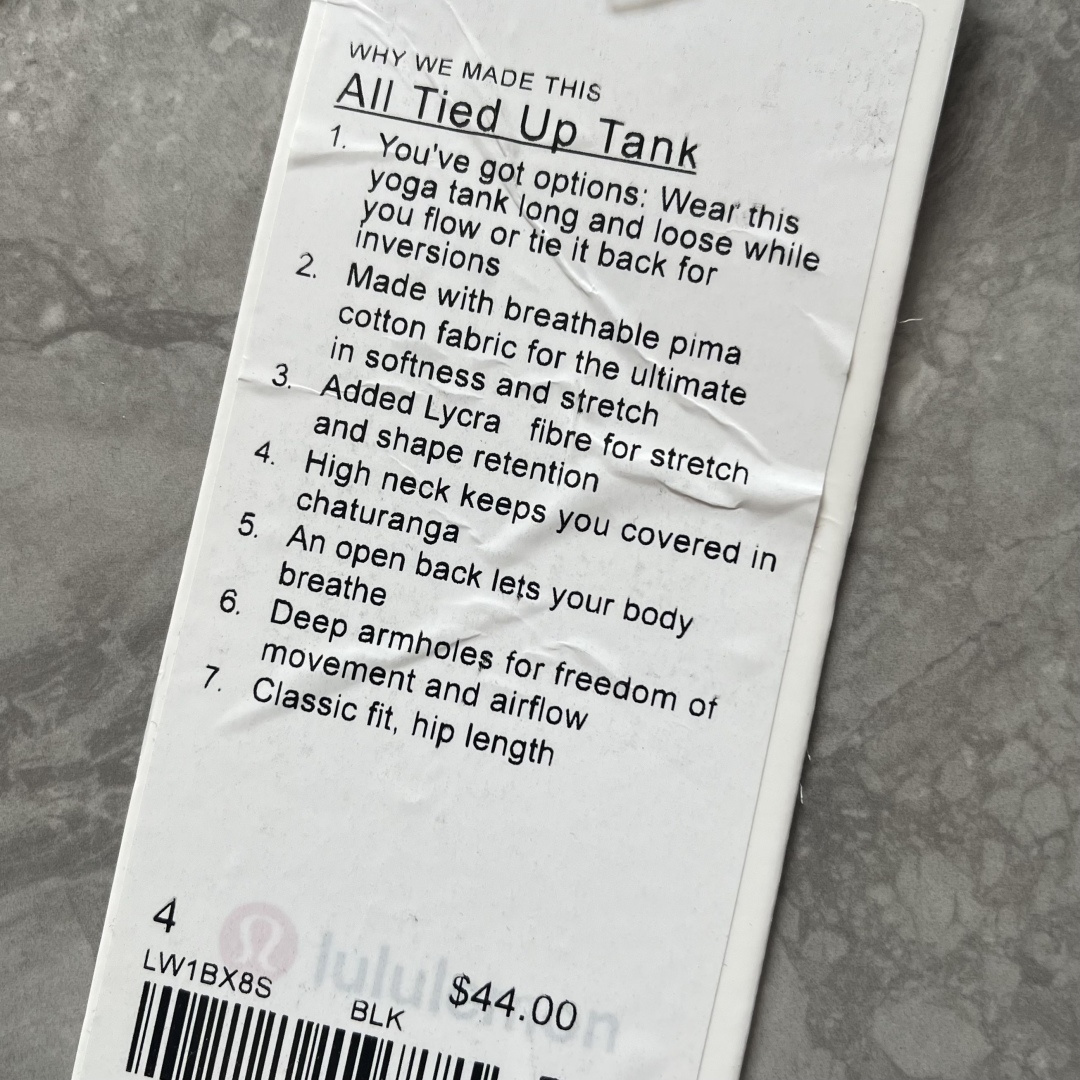 WHY WE MADE THIS
All Tied Up Tank
1. You've got options: Wear this
yoga tank long and loose while
you flow or tie it back for
inversions
2. Made with breathable pima
cotton fabric for the ultimate
in softness and stretch
3. Added Lycra fibre for stretch
and shape retention
4. High neck keeps you covered in
chaturanga
5. An open back lets your body
breathe
6. Deep armholes for freedom of
movement and airflow
7. Classic fit, hip length
4
lululemon
LW1BX8S
$44.00
BLK